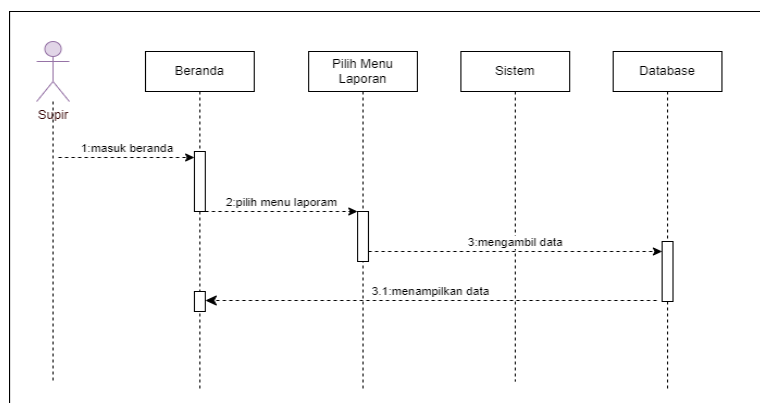 Beranda
Pilih Menu
Laporan
Sistem
Database
Supir
1:masuk beranda
2:pilih menu laporam
3:mengambil data
3.1:menampilkan data